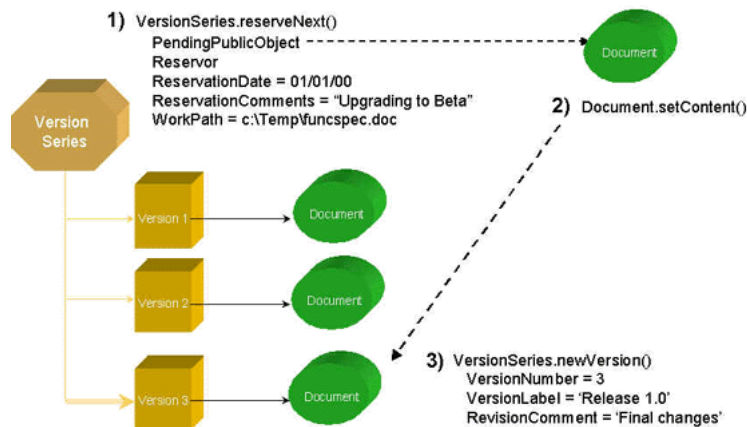 1) VersionSeries.reserveNext()
PendingPublicObject
Reservor
ReservationDate = 01/01/00
ReservationComments = “Upgrading to Beta”
WorkPath = c:\Temp\funcspec.doc
Document
2) Document.setContent()
Version
Series
Version 1
Document
Version 2
Document
Version 3
Document
3) VersionSeries.newVersion()
VersionNumber = 3
VersionLabel = ‘Release 1.0’
RevisionComment = ‘Final changes’